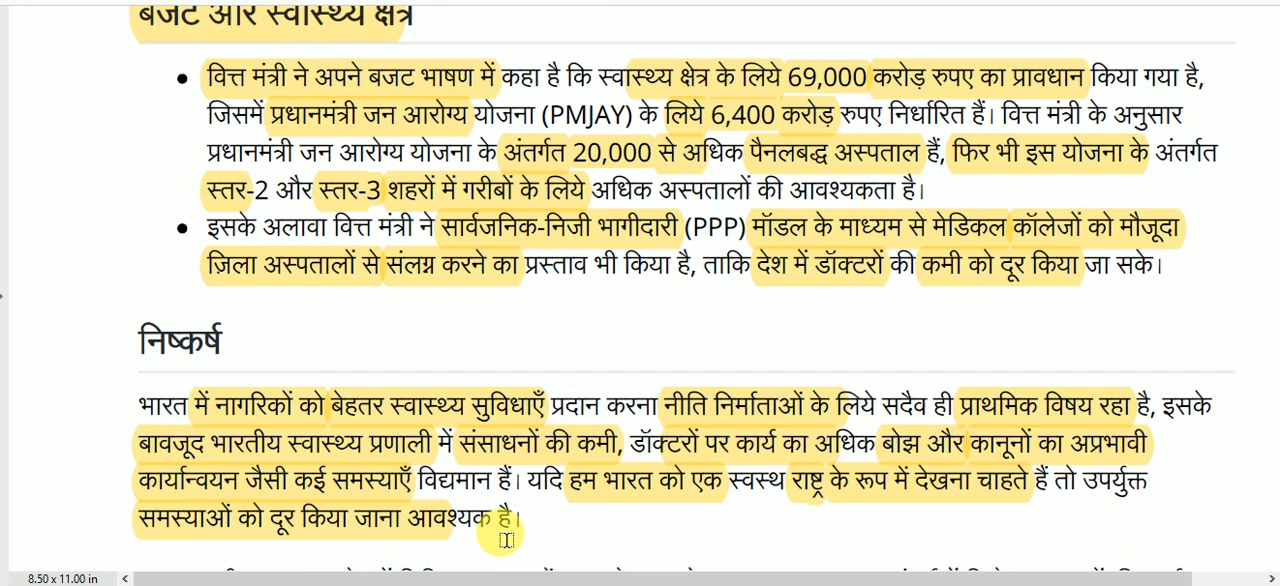 बजट और स्वास्थ्य क्षेत्र
• वित्त मंत्री ने अपने बजट भाषण में कहा है कि स्वास्थ्य क्षेत्र के लिये 69,000 करोड़ रुपए का प्रावधान किया गया है,
जिसमें प्रधानमंत्री जन आरोग्य योजना (PMJAY) के लिये 6,400 करोड़ रुपए निर्धारित हैं। वित्त मंत्री के अनुसार
प्रधानमंत्री जन आरोग्य योजना के अंतर्गत 20,000 से अधिक पैनलबद्ध अस्पताल हैं, फिर भी इस योजना के अंतर्गत
स्तर-2 और स्तर-3 शहरों में गरीबों के लिये अधिक अस्पतालों की आवश्यकता है।
• इसके अलावा वित्त मंत्री ने सार्वजनिक-निजी भागीदारी (PPP) मॉडल के माध्यम से मेडिकल कॉलेजों को मौजूदा
ज़िला अस्पतालों से संलग्न करने का प्रस्ताव भी किया है, ताकि देश में डॉक्टरों की कमी को दूर किया जा सके।
निष्कर्ष
भारत में नागरिकों को बेहतर स्वास्थ्य सुविधाएँ प्रदान करना नीति निर्माताओं के लिये सदैव ही प्राथमिक विषय रहा है, इसके
बावजूद भारतीय स्वास्थ्य प्रणाली में संसाधनों की कमी, डॉक्टरों पर कार्य का अधिक बोझ और कानूनों का अप्रभावी
कार्यान्वयन जैसी कई समस्याएँ विद्यमान हैं। यदि हम भारत को एक स्वस्थ राष्ट्र के रूप में देखना चाहते हैं तो उपर्युक्त
समस्याओं को दूर किया जाना आवश्यक है।
8.50 x 11.00 in